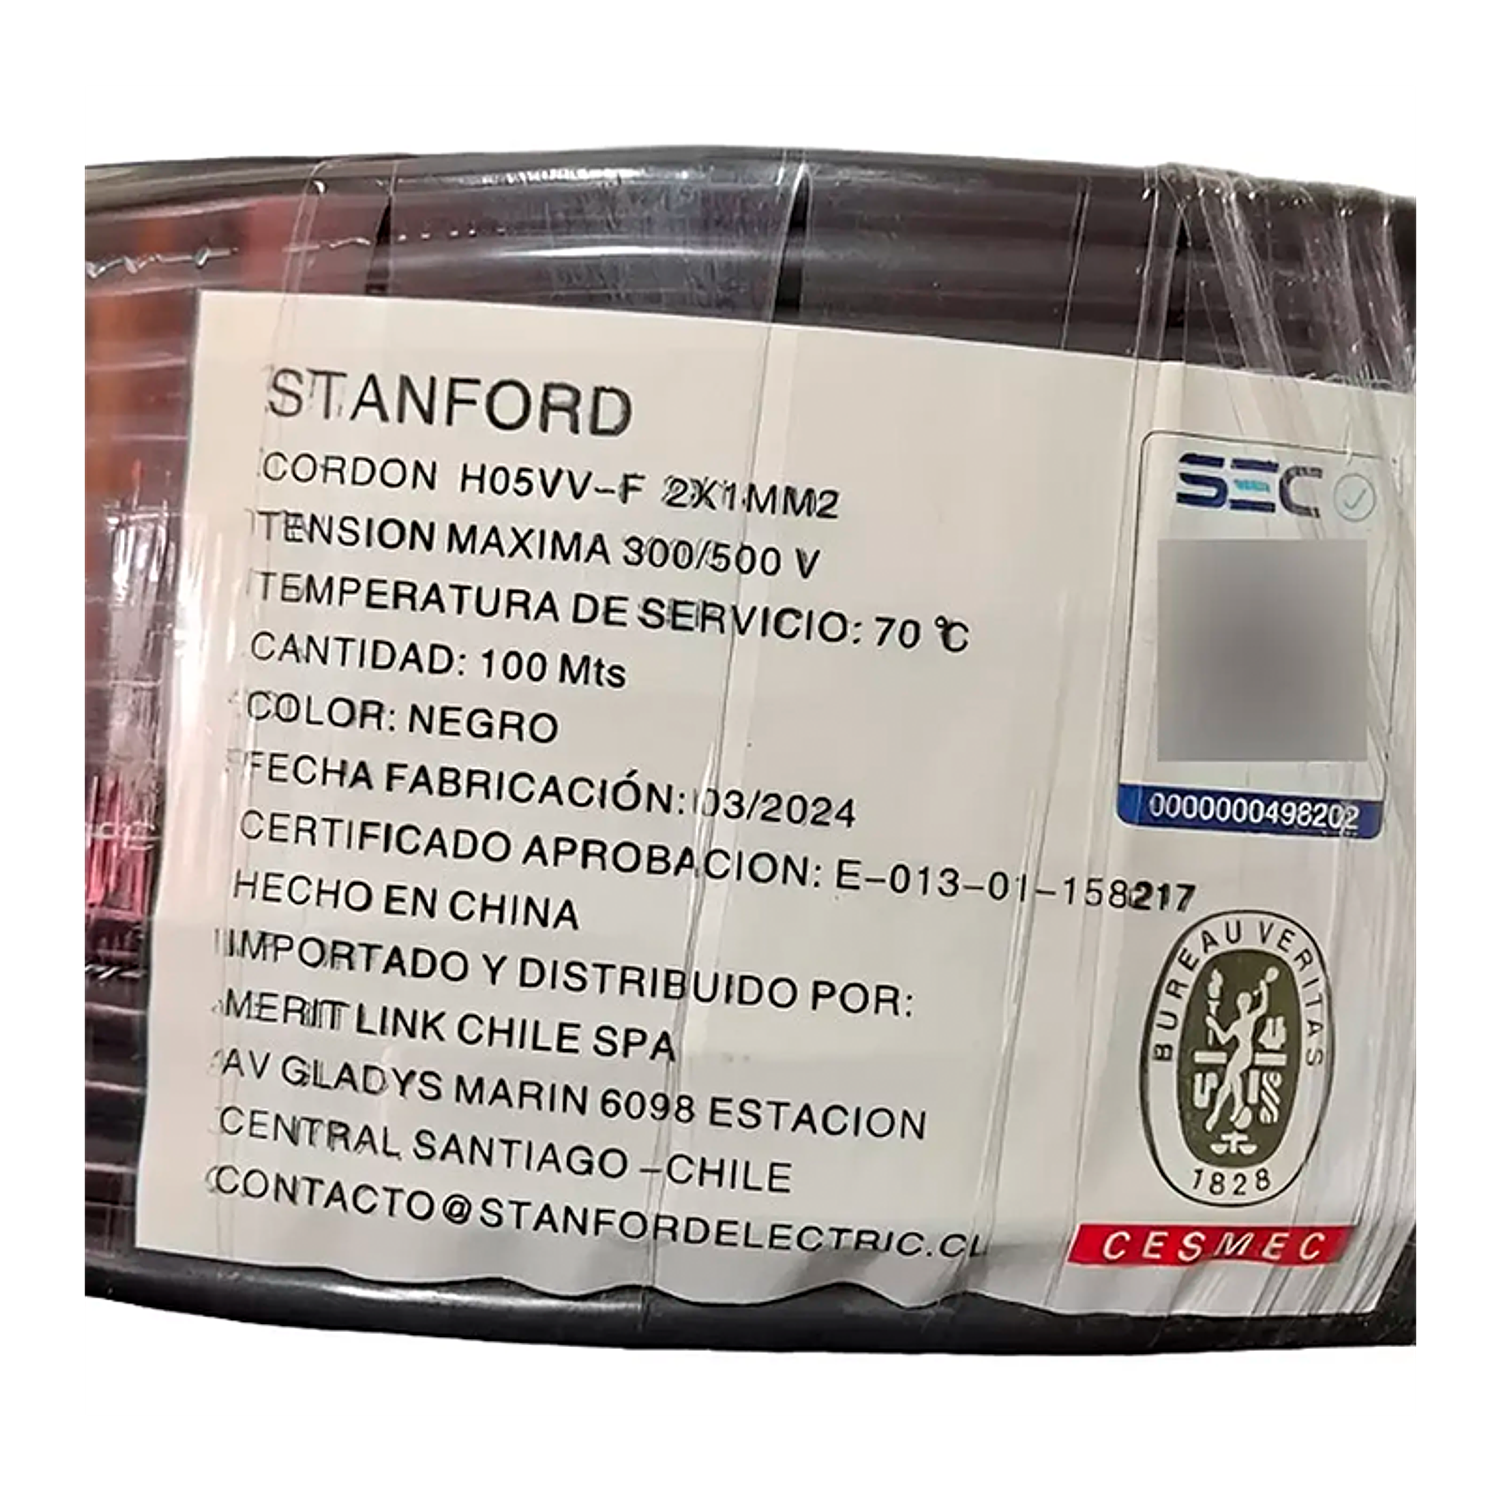 STANFORD
CORDON H05VV-F 2X1MM2
TENSION MAXIMA 300/500 V
TEMPERATURA DE SERVICIO: 70 ℃
CANTIDAD: 100 Mts
COLOR: NEGRO
FECHA FABRICACIÓN: 03/2024
CERTIFICADO APROBACION: E-013-01-158217
HECHO EN CHINA
IMPORTADO Y DISTRIBUIDO POR:
MERIT LINK CHILE SPA
AV GLADYS MARIN 6098 ESTACION
CENTRAL SANTIAGO -CHILE
CONTACTO@STANFORDELECTRIC.CL
SEC
0000000498202
BUREAU VERITAS
1828
CESMEC